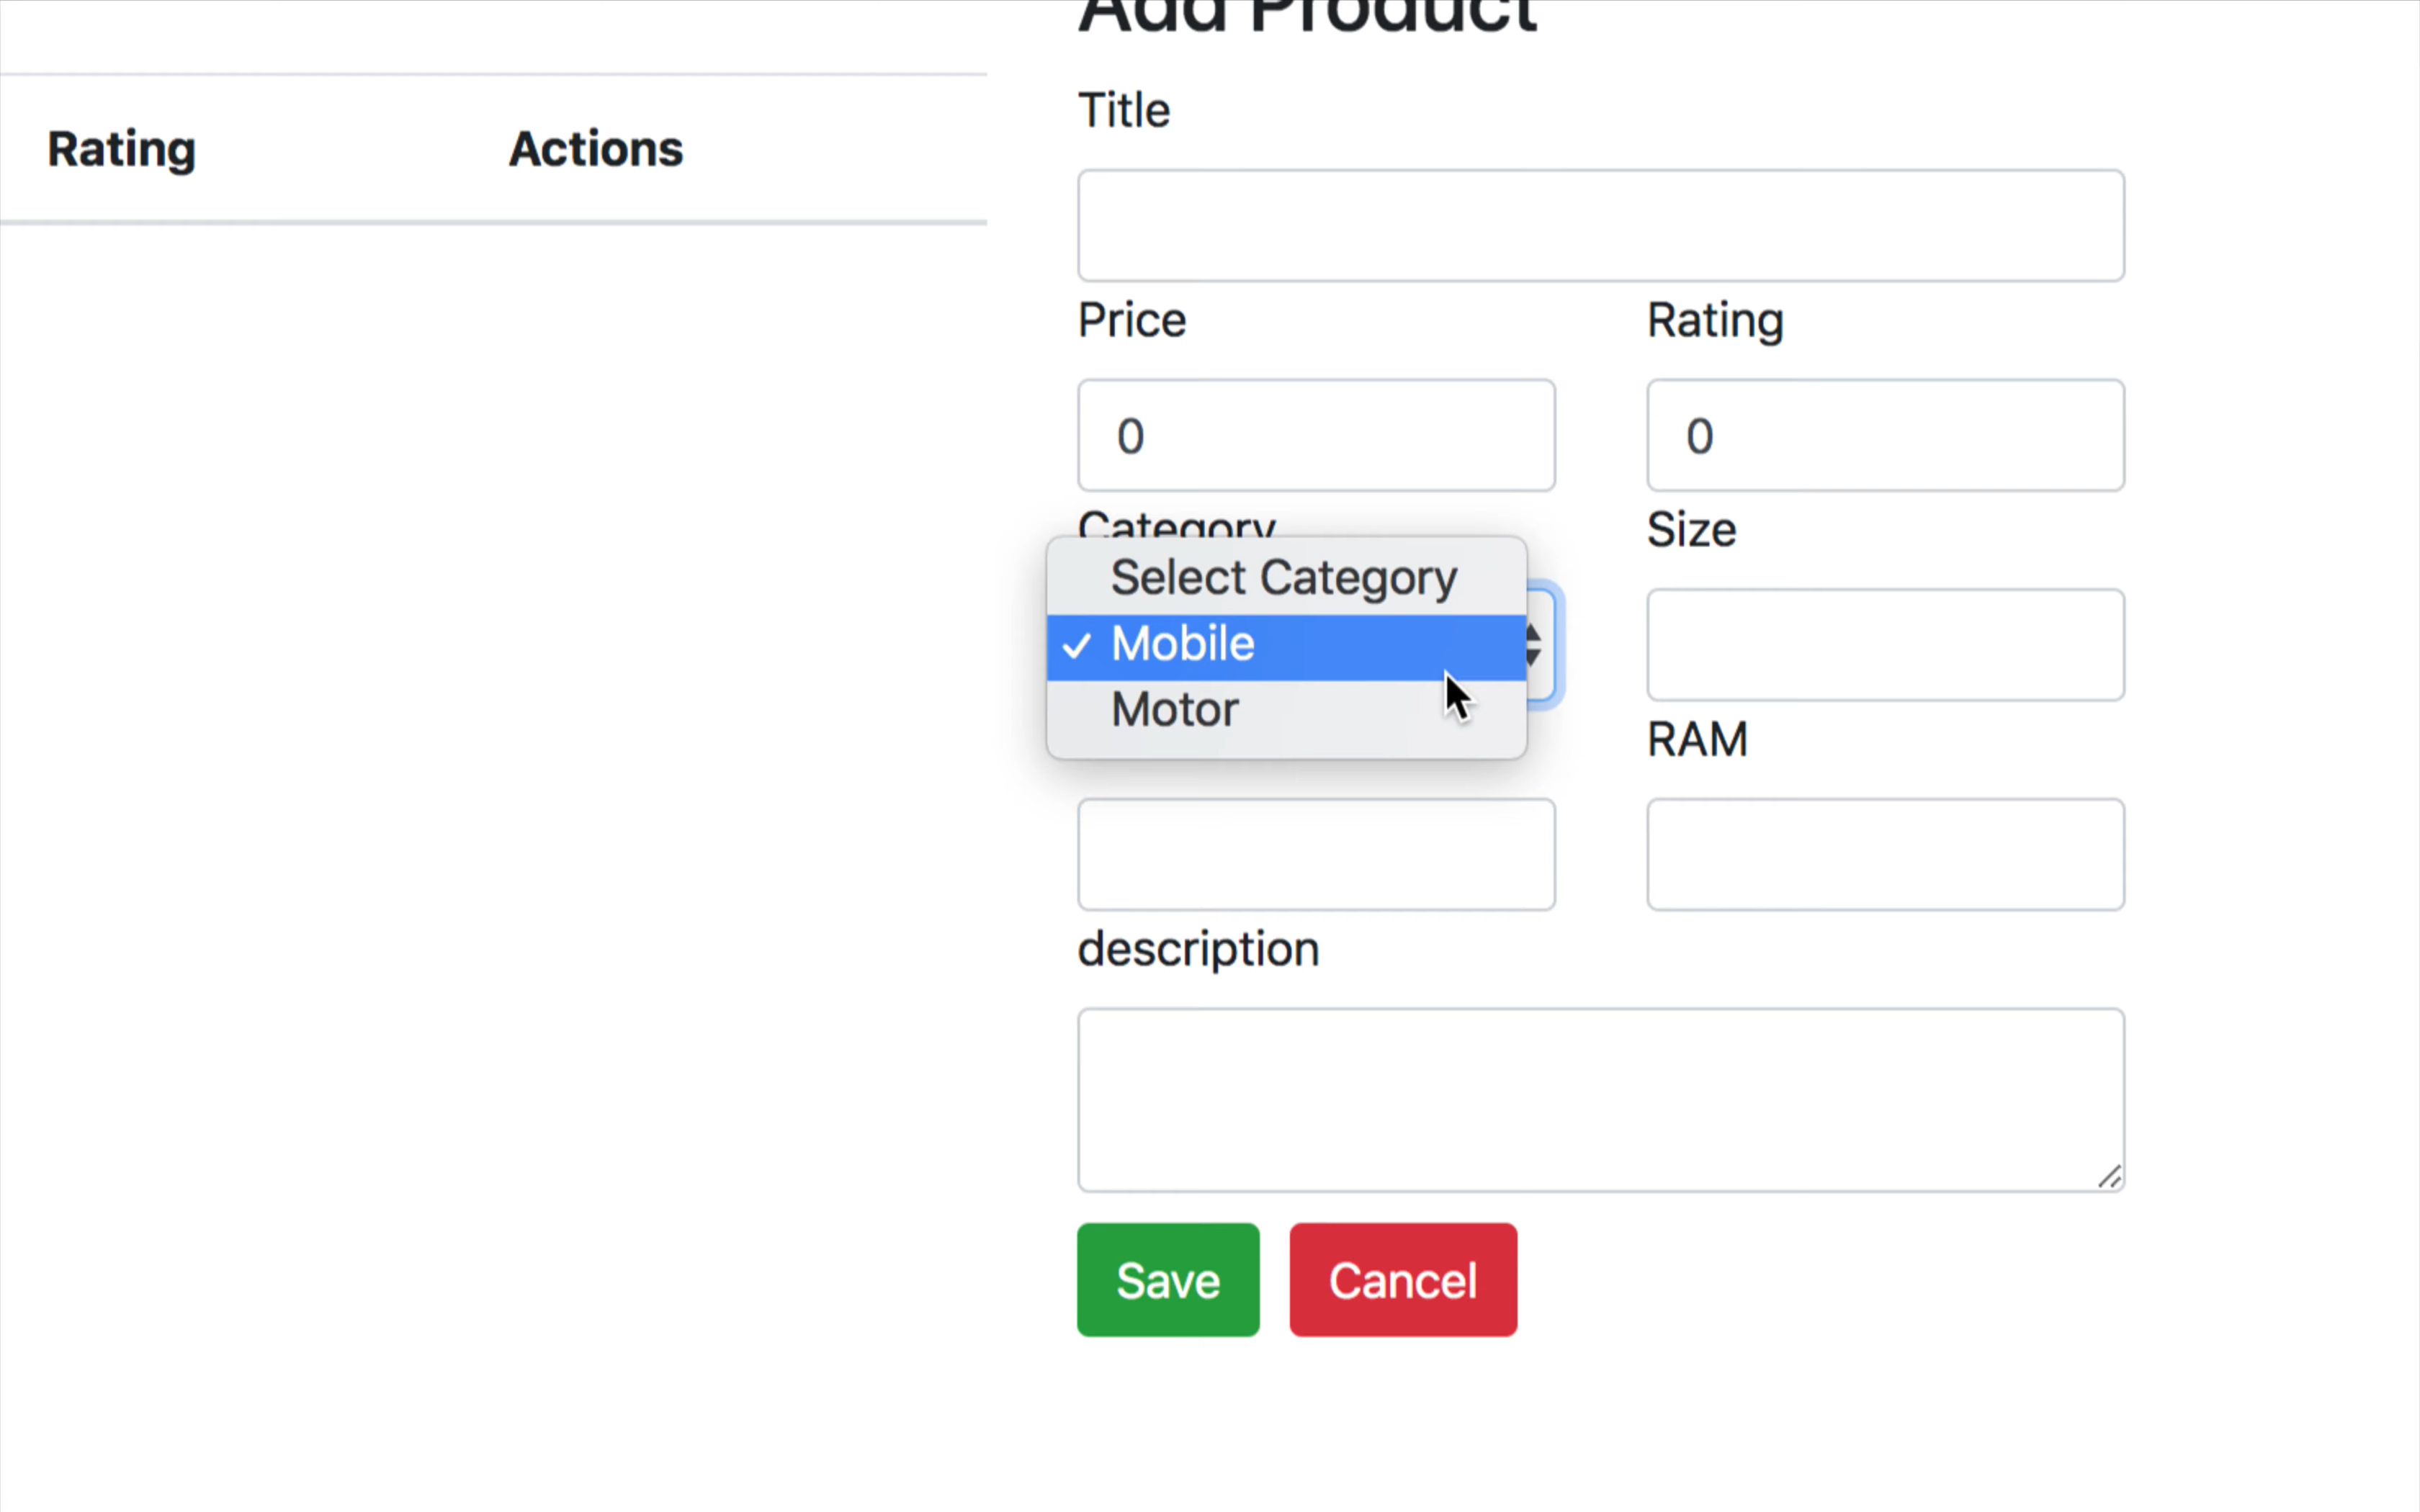 Add Product
Rating Actions
Title
Price Rating
0 0
Category Size
Select Category
Mobile
Motor
RAM
description
Save Cancel